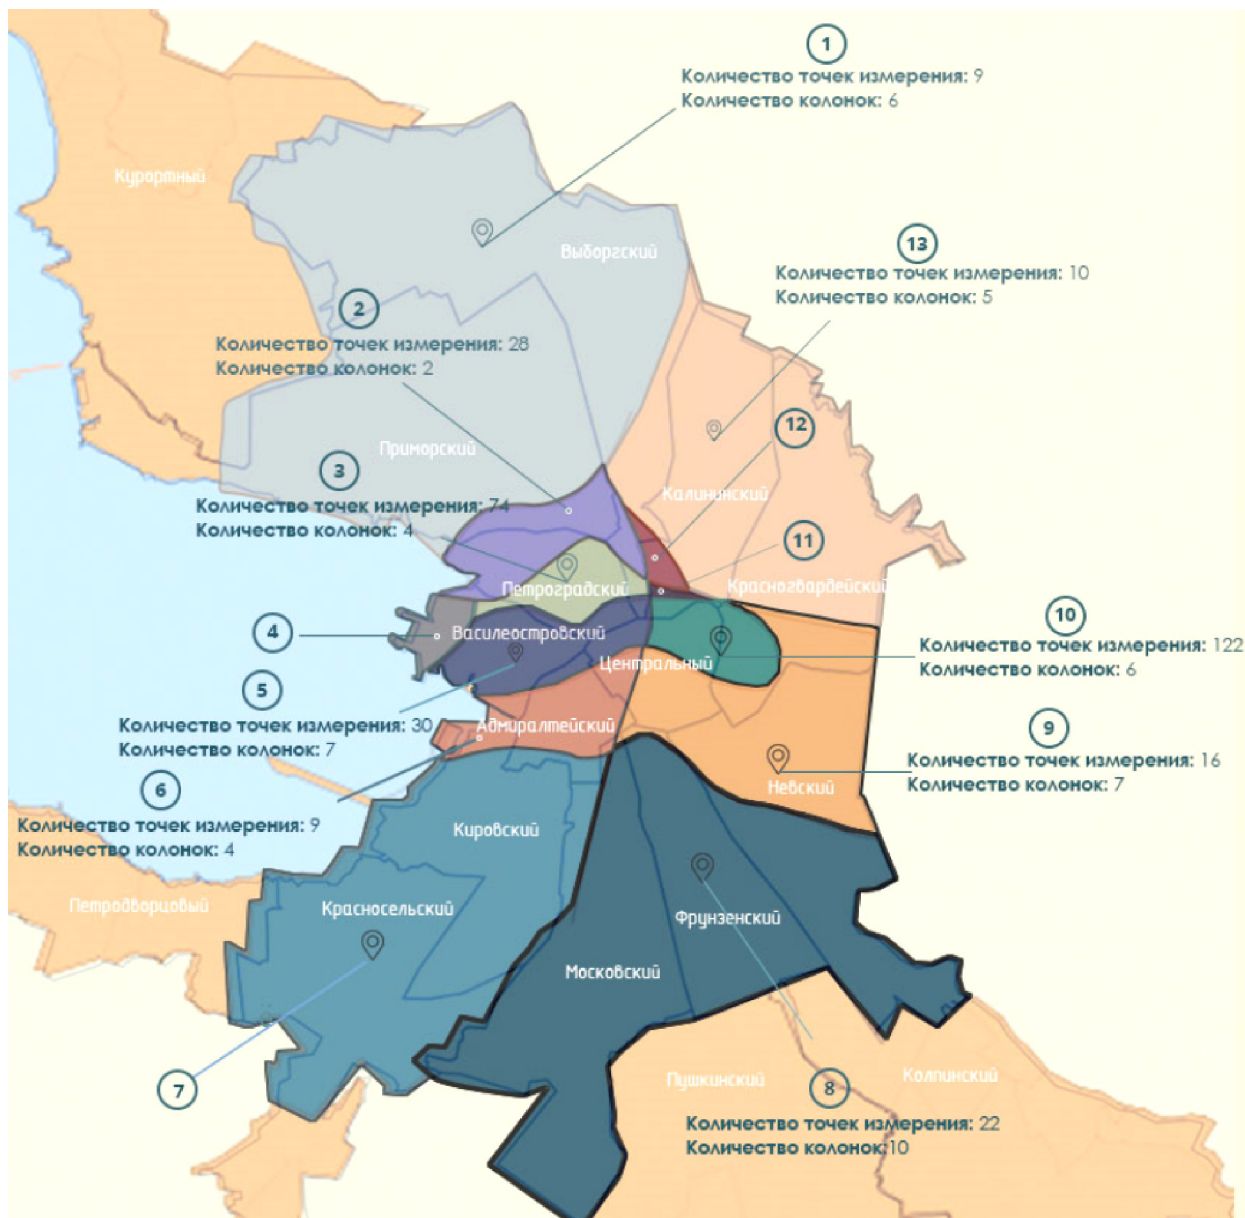 1
Количество точек измерения: 9
Количество колонок: 6
Курортный
13
Выборгский
Количество точек измерения: 10
Количество колонок: 5
2
Количество точек измерения: 28
Количество колонок: 2
12
Приморский
3
Калининский
Количество точек измерения: 74
Количество колонок: 4
11
Петроградский
Красногвардейский
10
4
Василеостровский
Количество точек измерения: 122
Количество колонок: 6
Центральный
5
Количество точек измерения: 30
Количество колонок: 7
Адмиралтейский
9
Количество точек измерения: 16
Количество колонок: 7
6
Невский
Количество точек измерения: 9
Количество колонок: 4
Кировский
Петродворцовый
Красносельский
Фрунзенский
Московский
7
Пушкинский
8
Колпинский
Количество точек измерения: 22
Количество колонок:10